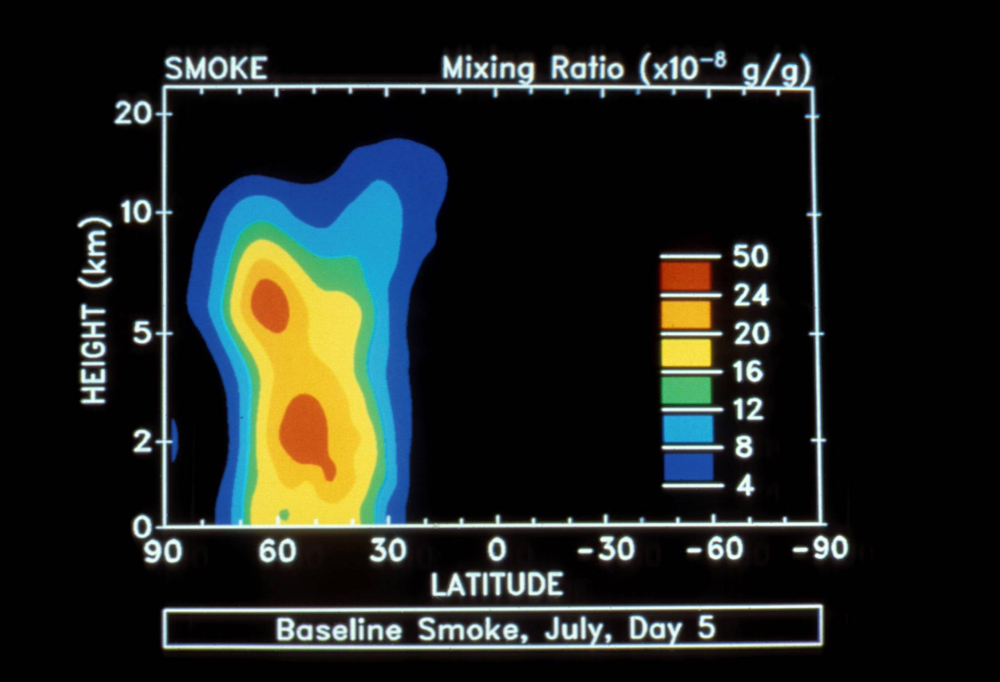 SMOKE Mixing Ratio (x10⁻⁸ g/g)
20
10
5
2
0
HEIGHT (km)
50
24
20
16
12
8
4
90 60 30 0 -30 -60 -90
LATITUDE
Baseline Smoke, July, Day 5